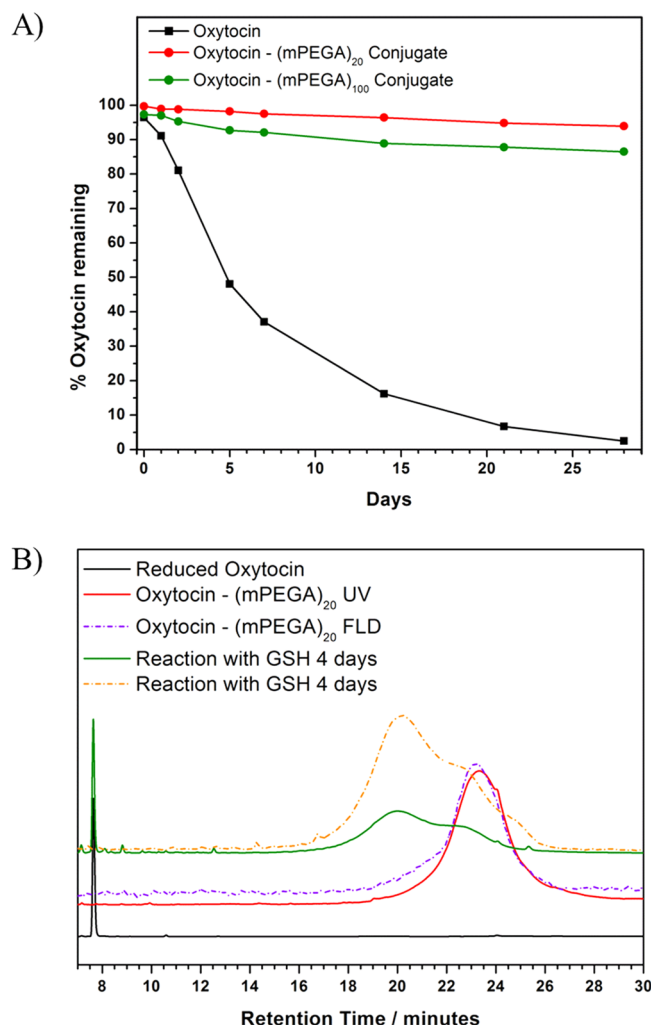 A)
Oxytocin
Oxytocin - (mPEGA)₂₀ Conjugate
Oxytocin - (mPEGA)₁₀₀ Conjugate
100
90
80
70
60
50
40
30
20
10
0
% Oxytocin remaining
0 5 10 15 20 25
Days
B)
Reduced Oxytocin
Oxytocin - (mPEGA)₂₀ UV
Oxytocin - (mPEGA)₂₀ FLD
Reaction with GSH 4 days
Reaction with GSH 4 days
8 10 12 14 16 18 20 22 24 26 28 30
Retention Time / minutes